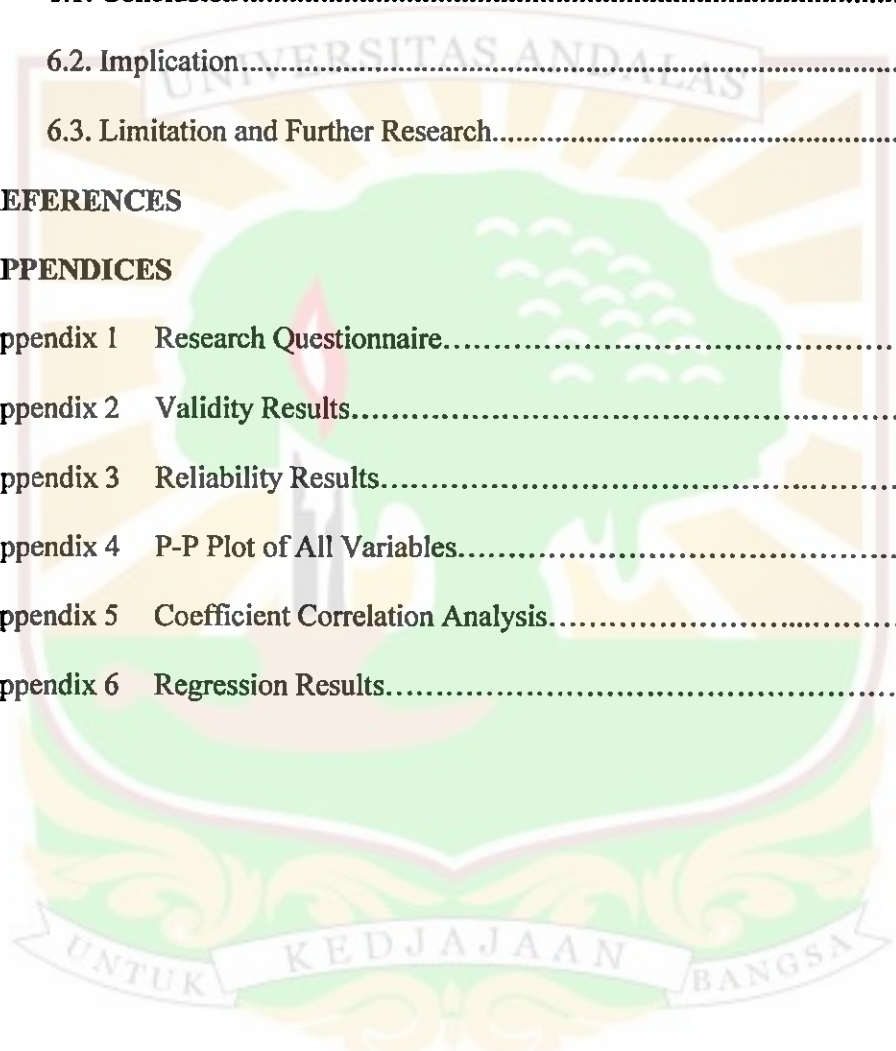 UNIVERSITAS ANDALAS
6.2. Implication
6.3. Limitation and Further Research
EFERENCES
PPENDICES
ppendix 1 Research Questionnaire
ppendix 2 Validity Results
ppendix 3 Reliability Results
ppendix 4 P-P Plot of All Variables
ppendix 5 Coefficient Correlation Analysis
ppendix 6 Regression Results
UNTUK KEDJAJAAN BANGSA